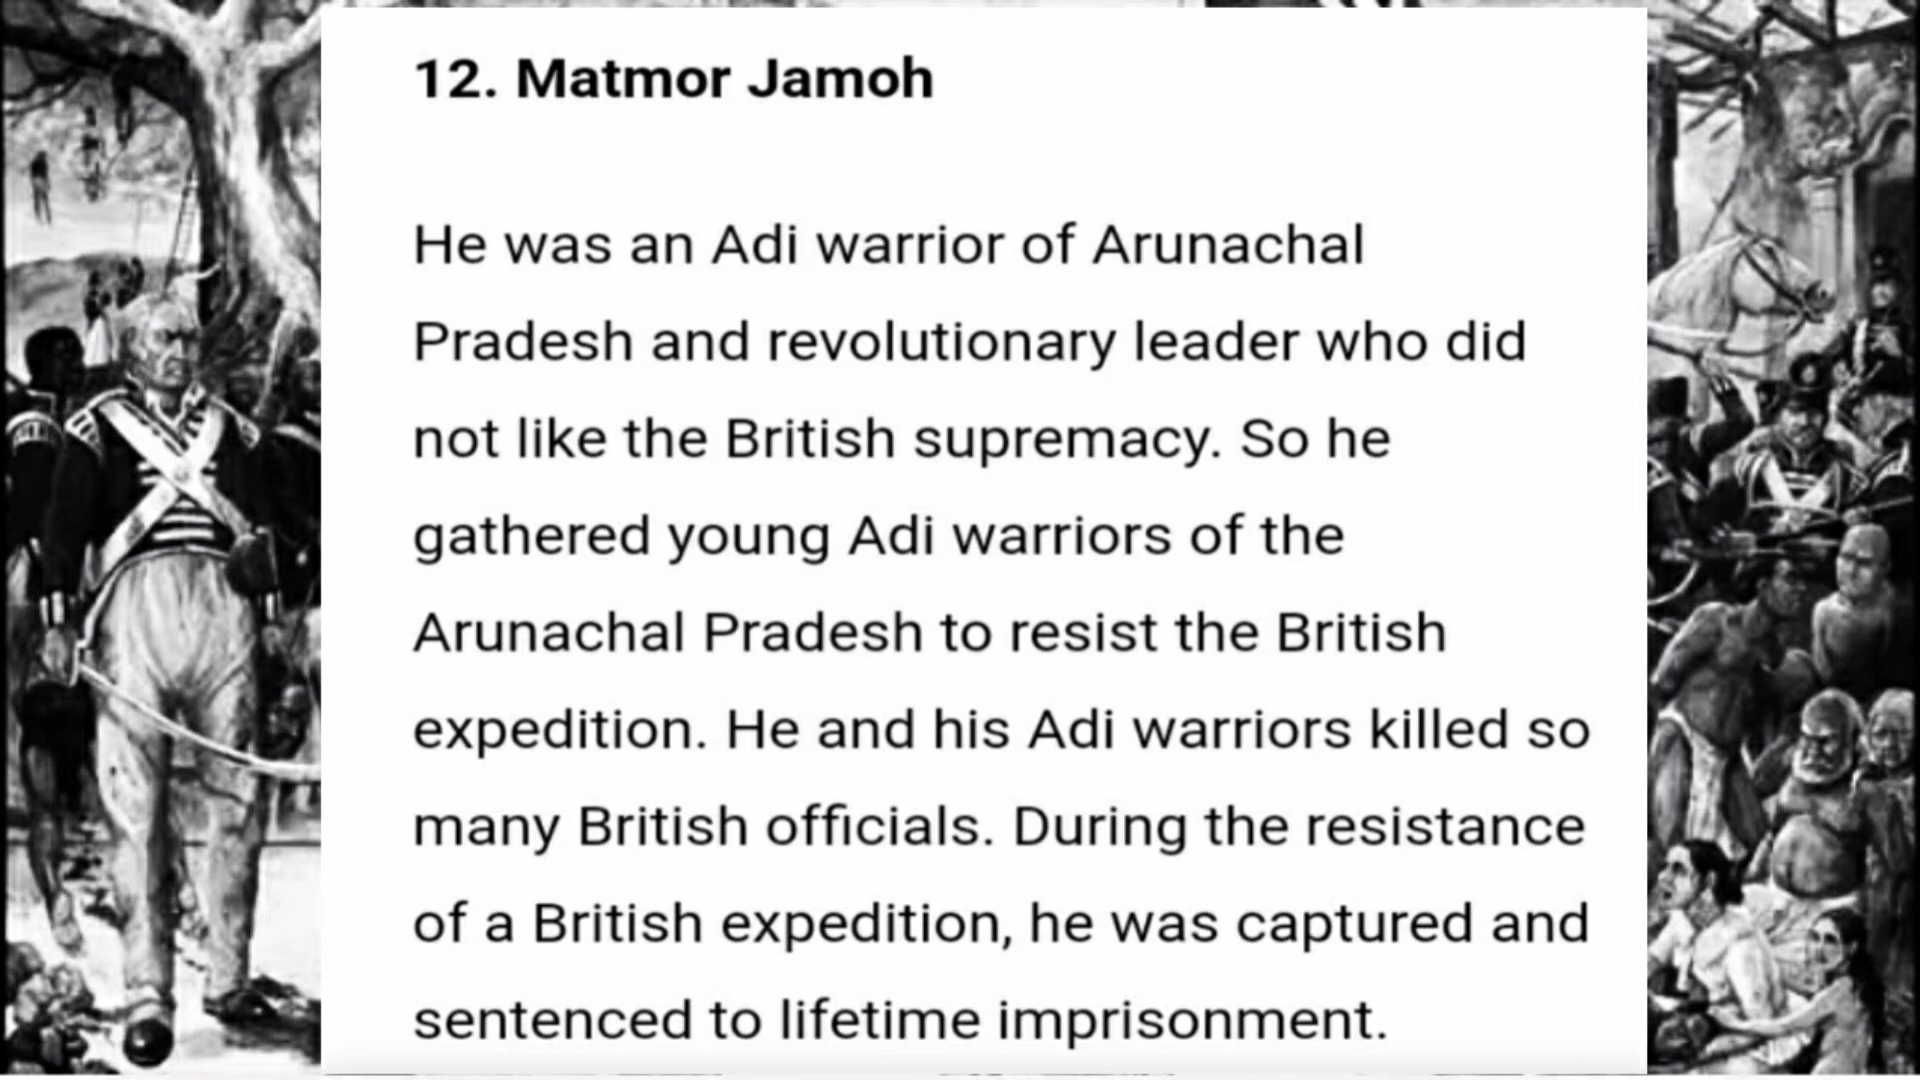 12. Matmor Jamoh
He was an Adi warrior of Arunachal
Pradesh and revolutionary leader who did
not like the British supremacy. So he
gathered young Adi warriors of the
Arunachal Pradesh to resist the British
expedition. He and his Adi warriors killed so
many British officials. During the resistance
of a British expedition, he was captured and
sentenced to lifetime imprisonment.